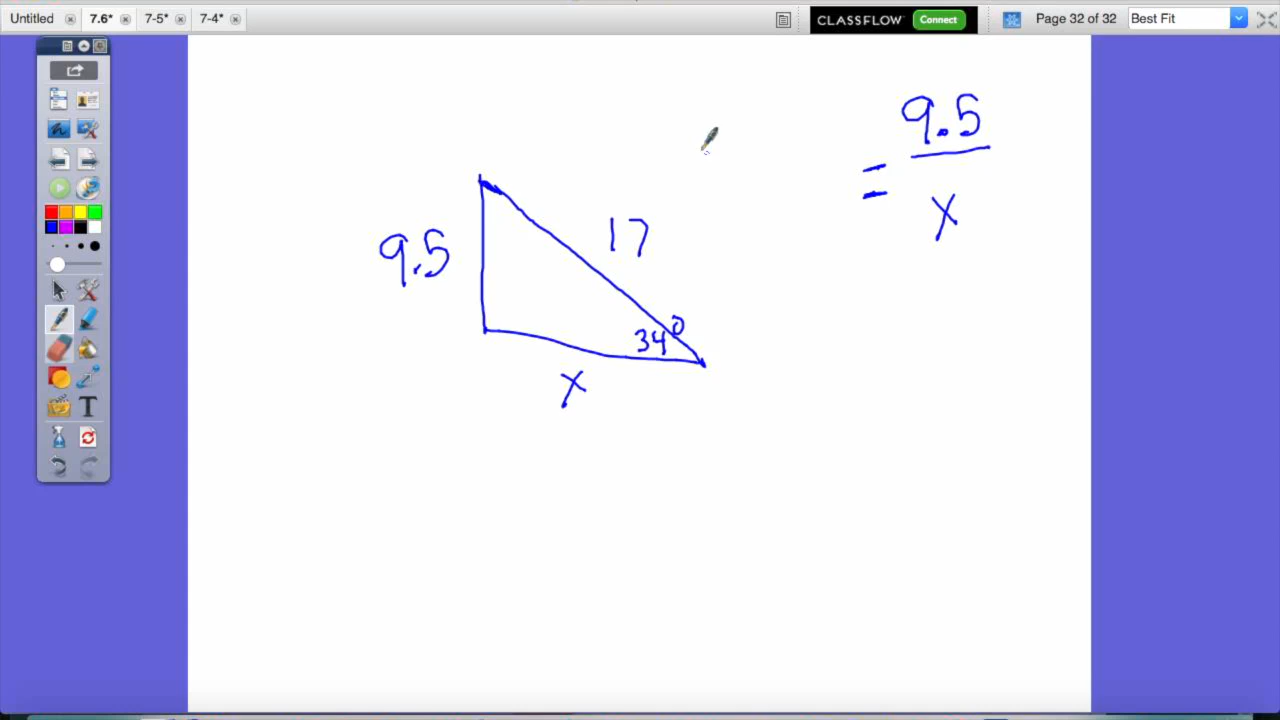 Untitled 7.6* 7-5* 7-4* CLASSFLOW Connect Page 32 of 32 Best Fit
9.5
=
x
17
9.5
34°
x
T